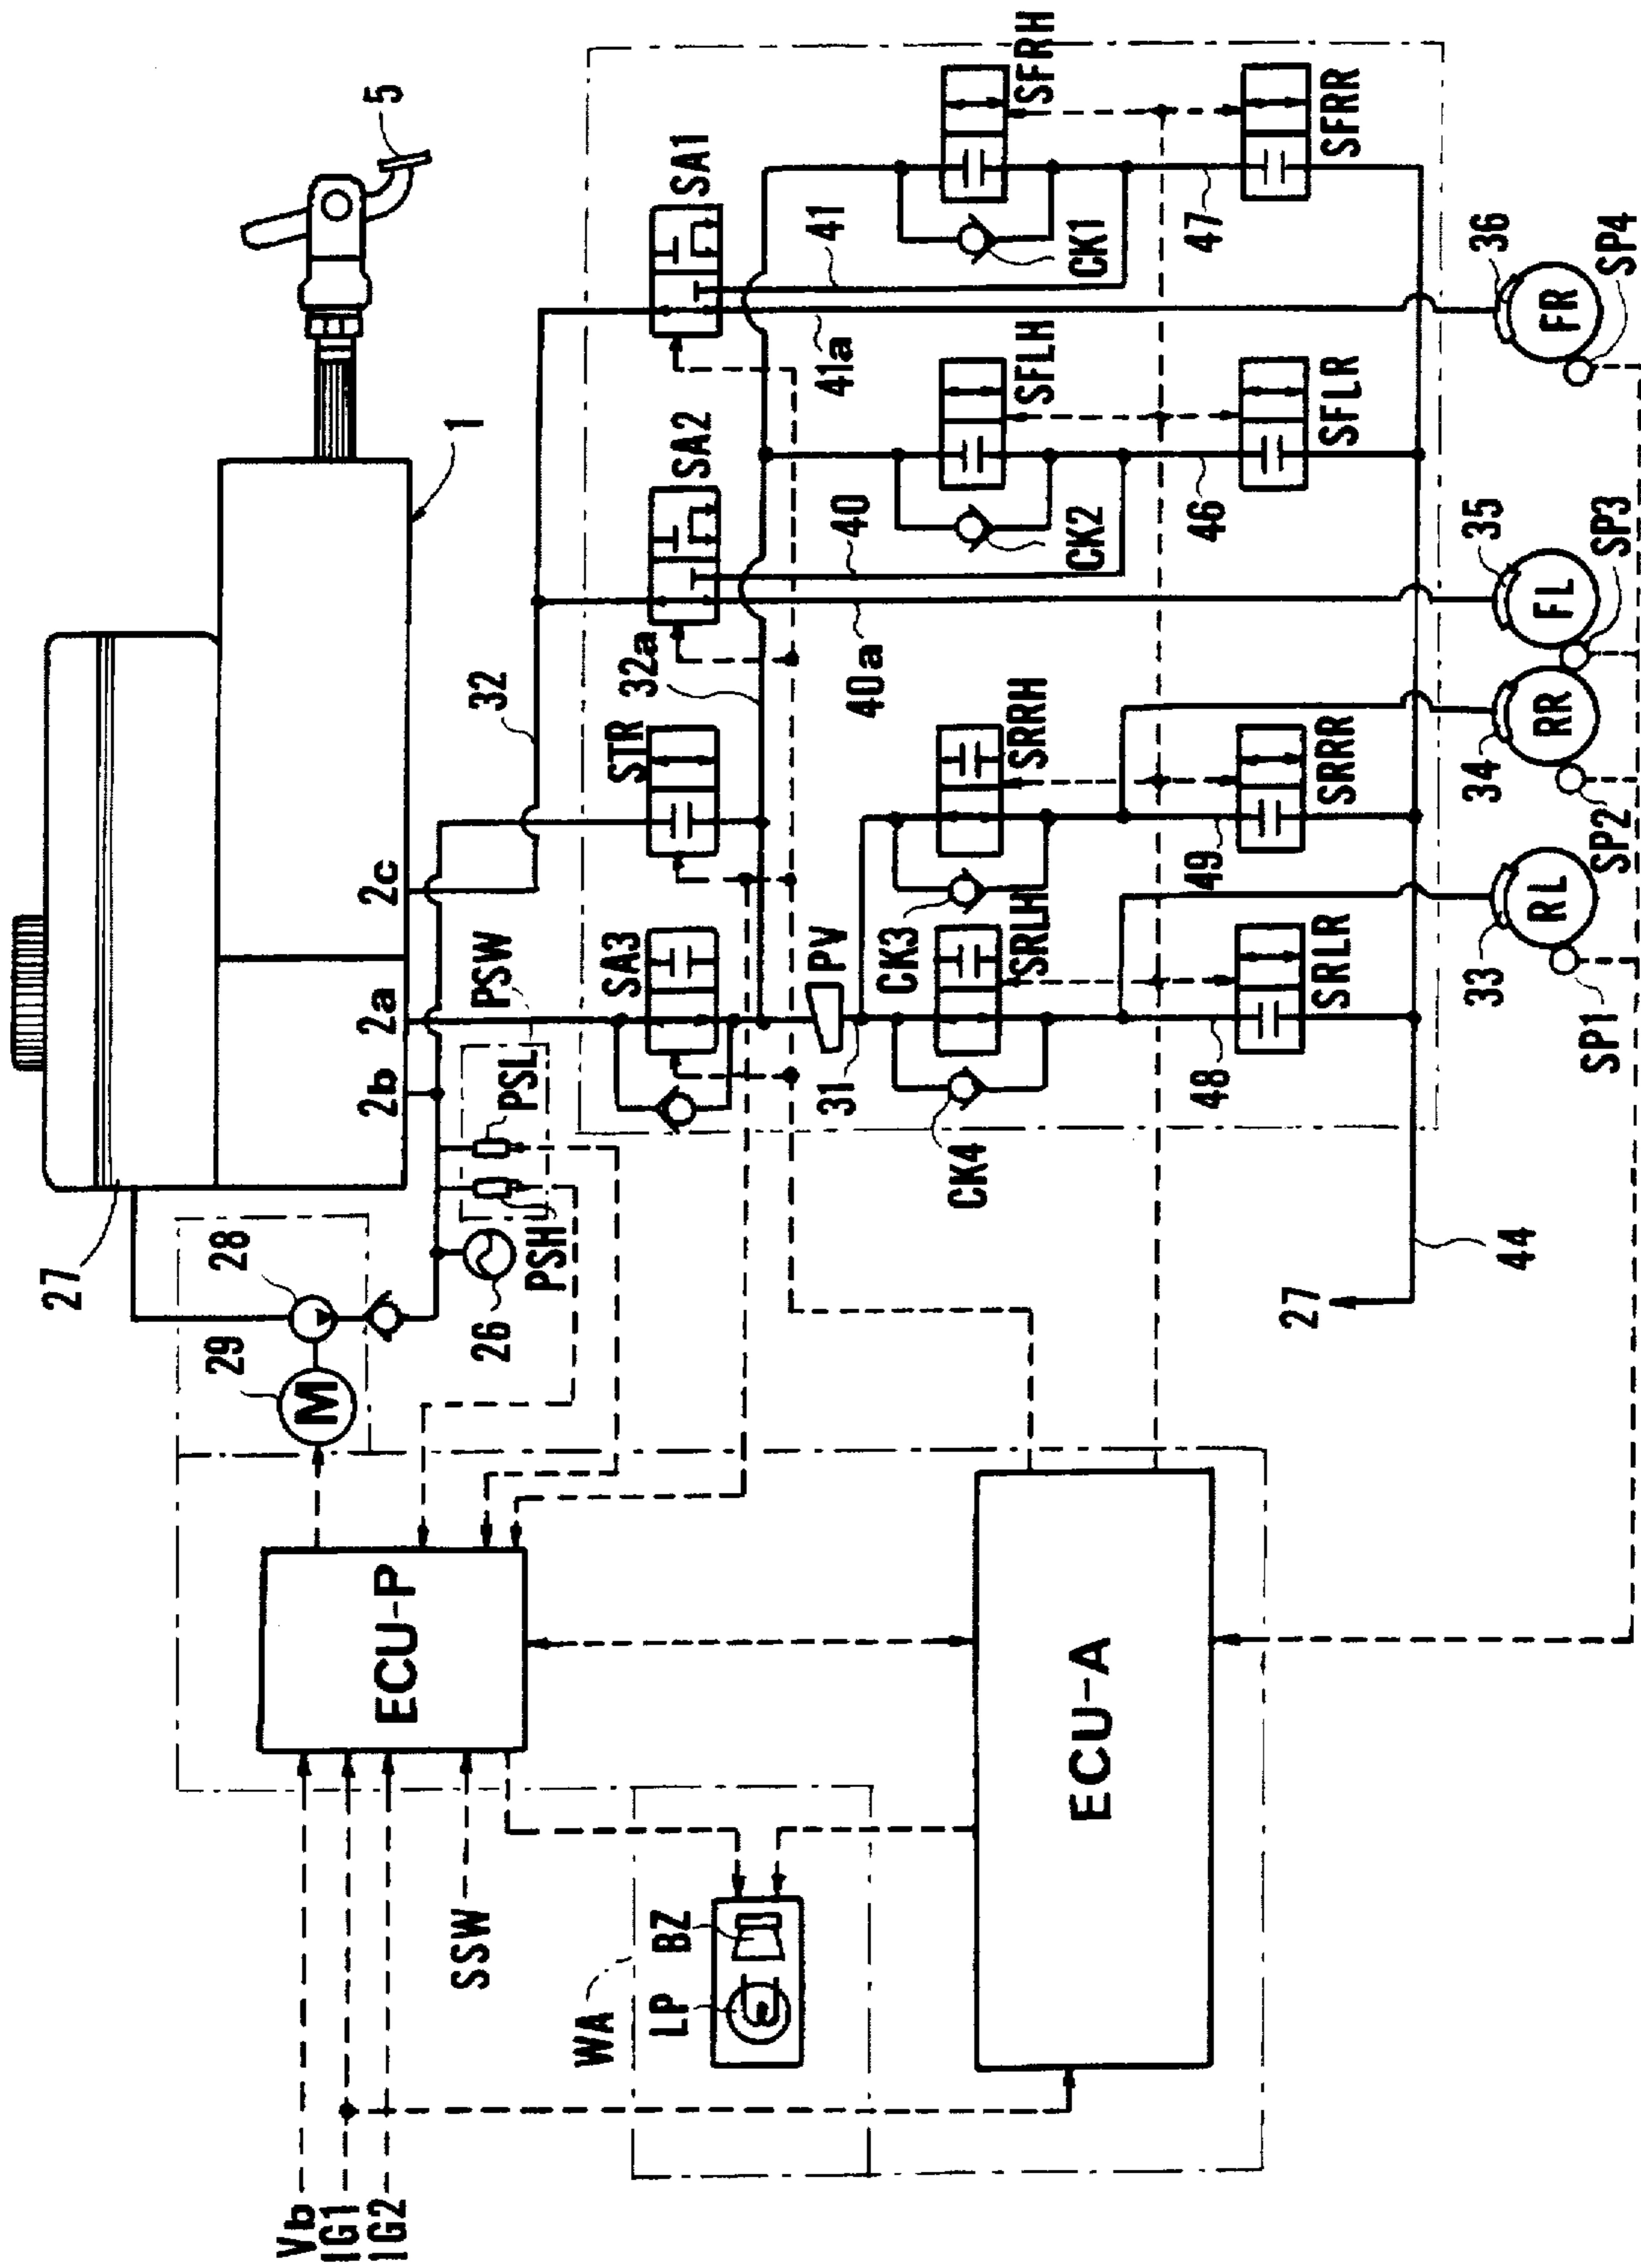 27
5
1
28
29
M
26
2b
2a
2c
PSL
PSW
PSH
32
SA3
STR
SA2
32a
SA1
PV
31
40
40a
41
41a
CK4
CK3
SRLH
SRRH
CK2
SFLH
CK1
SFRH
48
SRLR
49
SRRR
46
SFLR
47
SFRR
44
27
33
34
35
36
RL
RR
FL
FR
SP1
SP2
SP3
SP4
ECU-P
ECU-A
Vb
IG1
IG2
SSW
WA
LP
BZ